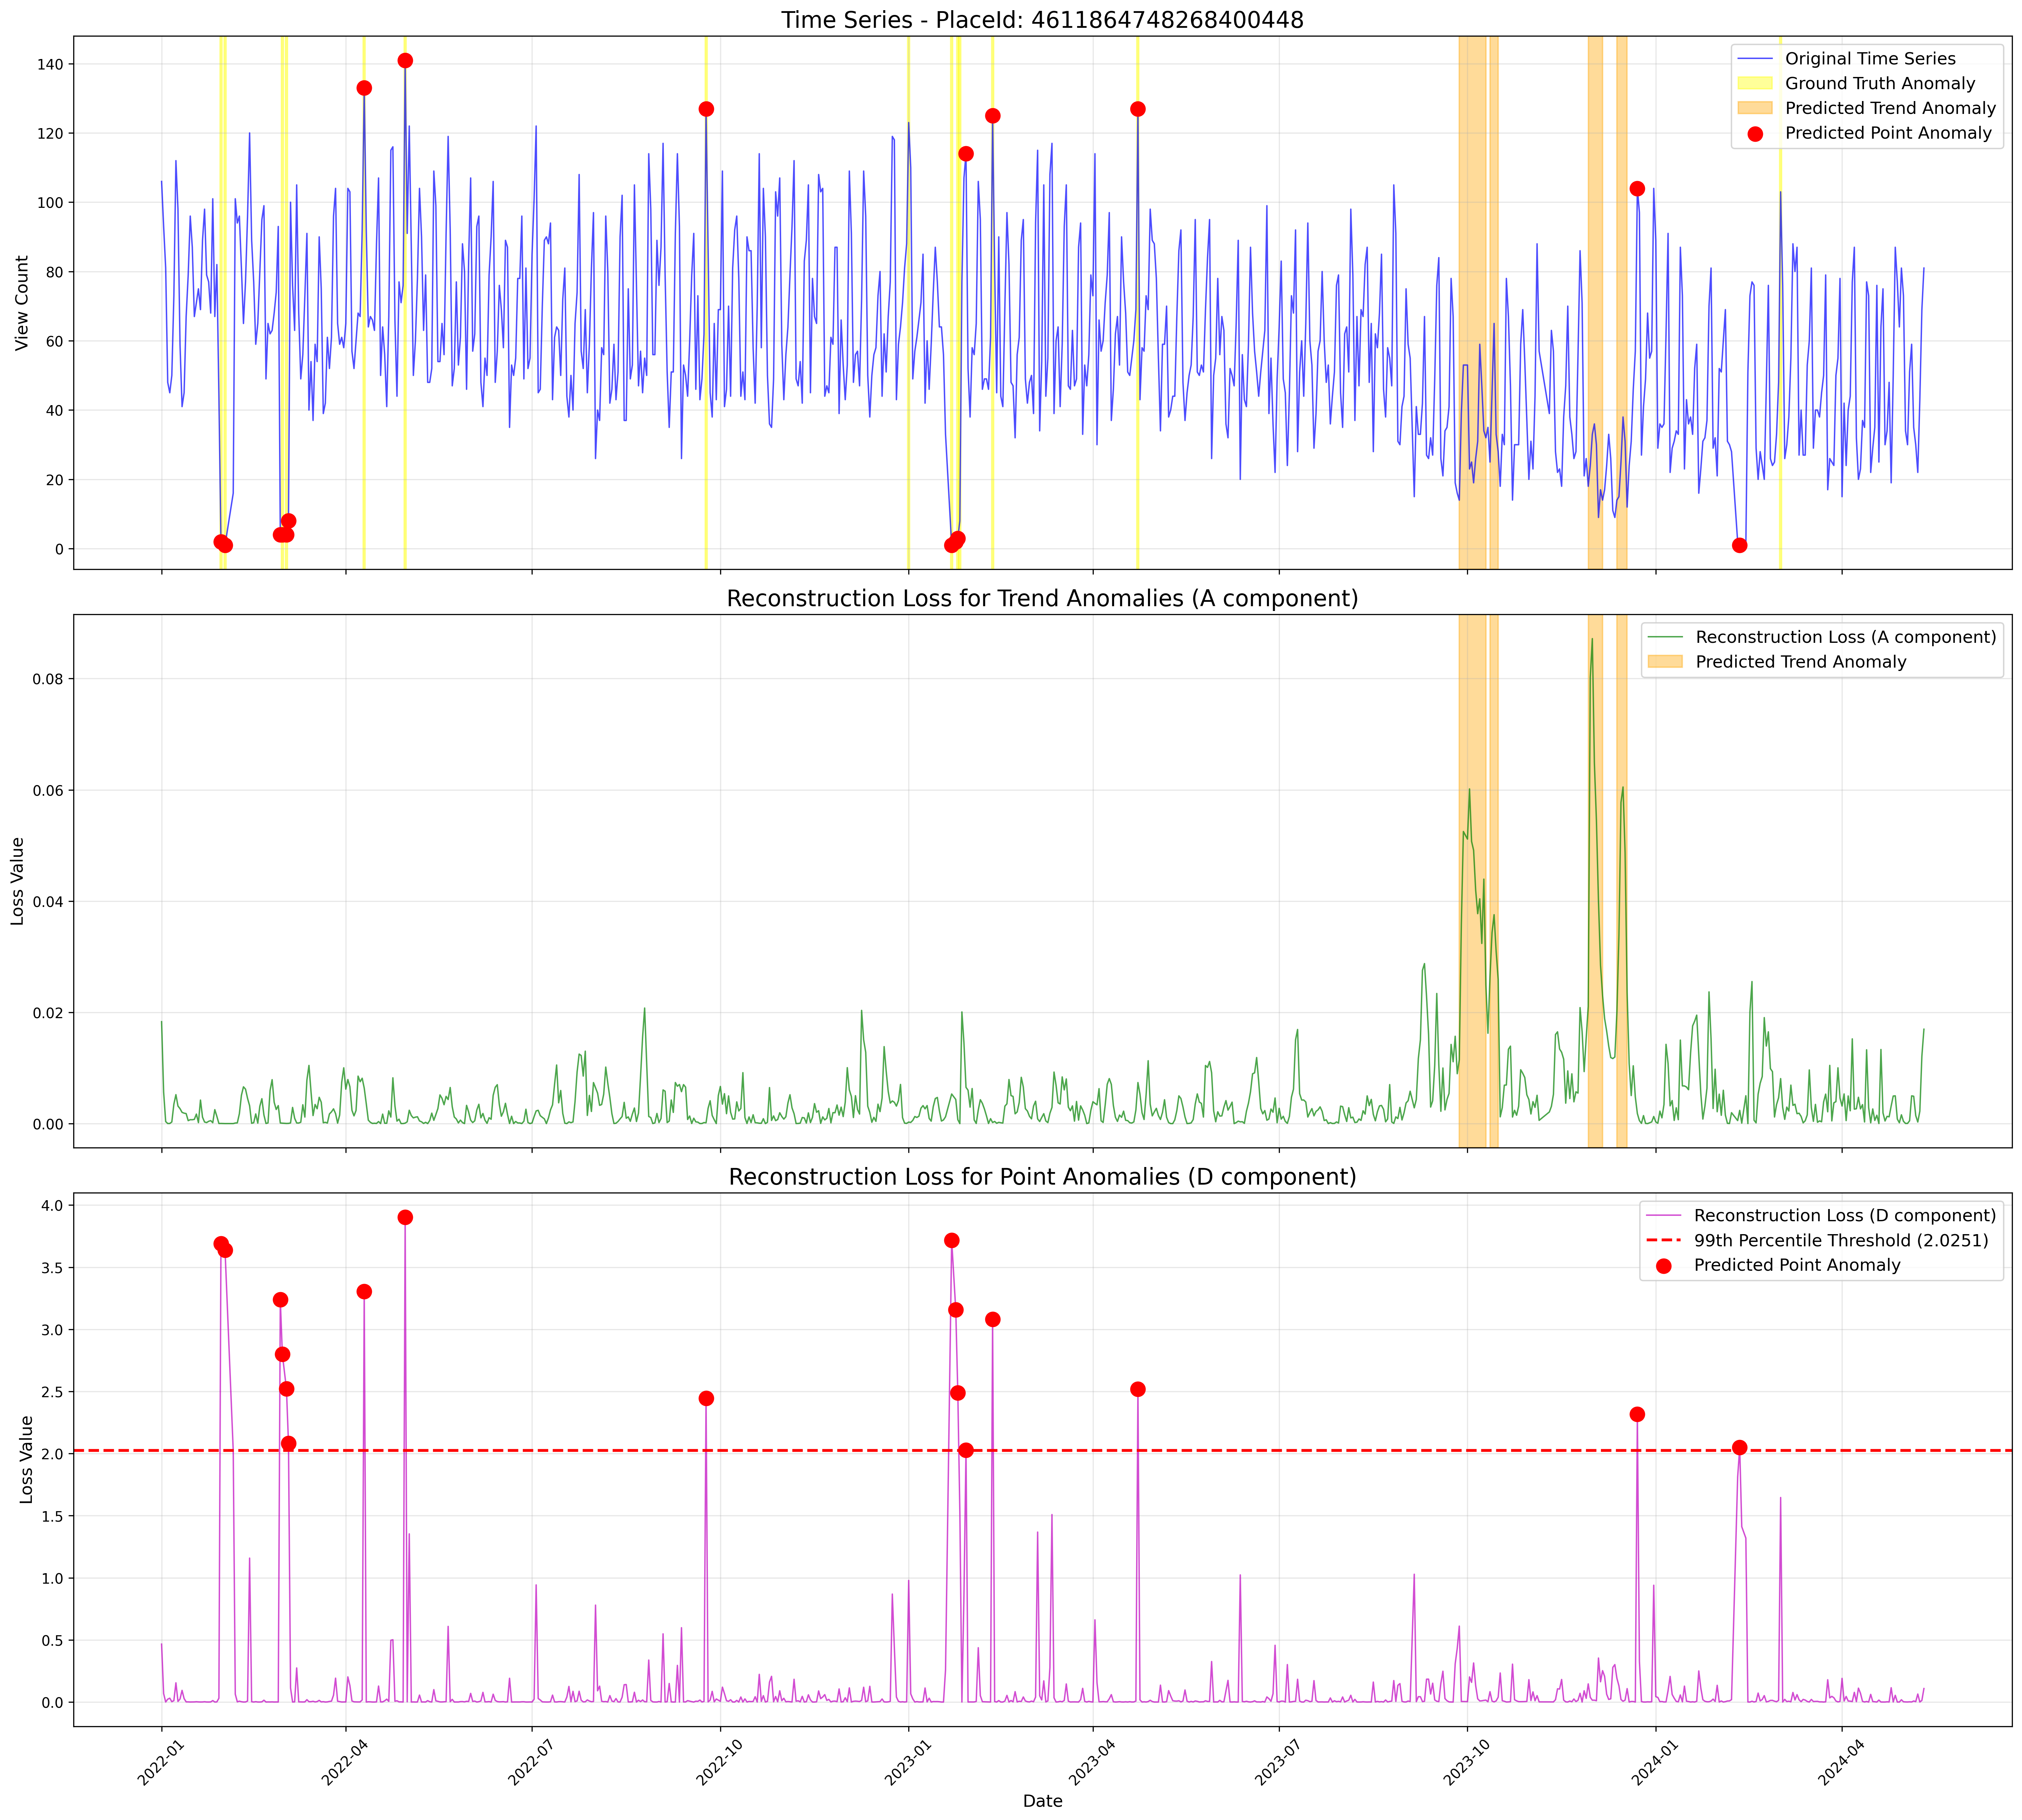 Time Series - PlaceId: 4611864748268400448
View Count
140
120
100
80
60
40
20
0
Original Time Series
Ground Truth Anomaly
Predicted Trend Anomaly
Predicted Point Anomaly
Reconstruction Loss for Trend Anomalies (A component)
Loss Value
0.08
0.06
0.04
0.02
0.00
Reconstruction Loss (A component)
Predicted Trend Anomaly
Reconstruction Loss for Point Anomalies (D component)
Loss Value
4.0
3.5
3.0
2.5
2.0
1.5
1.0
0.5
0.0
Reconstruction Loss (D component)
99th Percentile Threshold (2.0251)
Predicted Point Anomaly
2022-01
2022-04
2022-07
2022-10
2023-01
2023-04
2023-07
2023-10
2024-01
2024-04
Date